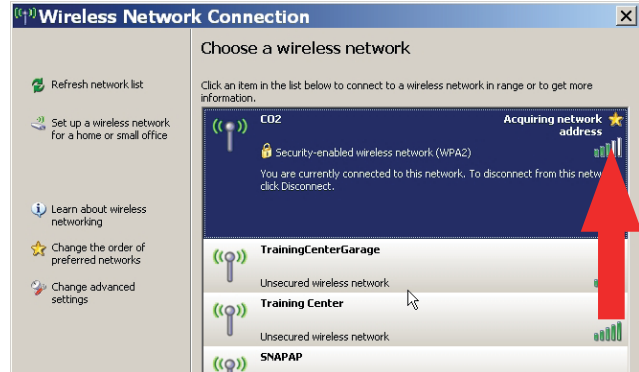 Wireless Network Connection
Choose a wireless network
Refresh network list
Click an item in the list below to connect to a wireless network in range or to get more
information.
Set up a wireless network
for a home or small office
CO2
Acquiring network
address
Security-enabled wireless network (WPA2)
You are currently connected to this network. To disconnect from this
click Disconnect.
Learn about wireless
networking
Change the order of
preferred networks
Change advanced
settings
TrainingCenterGarage
Unsecured wireless network
Training Center
Unsecured wireless network
SNAPAP